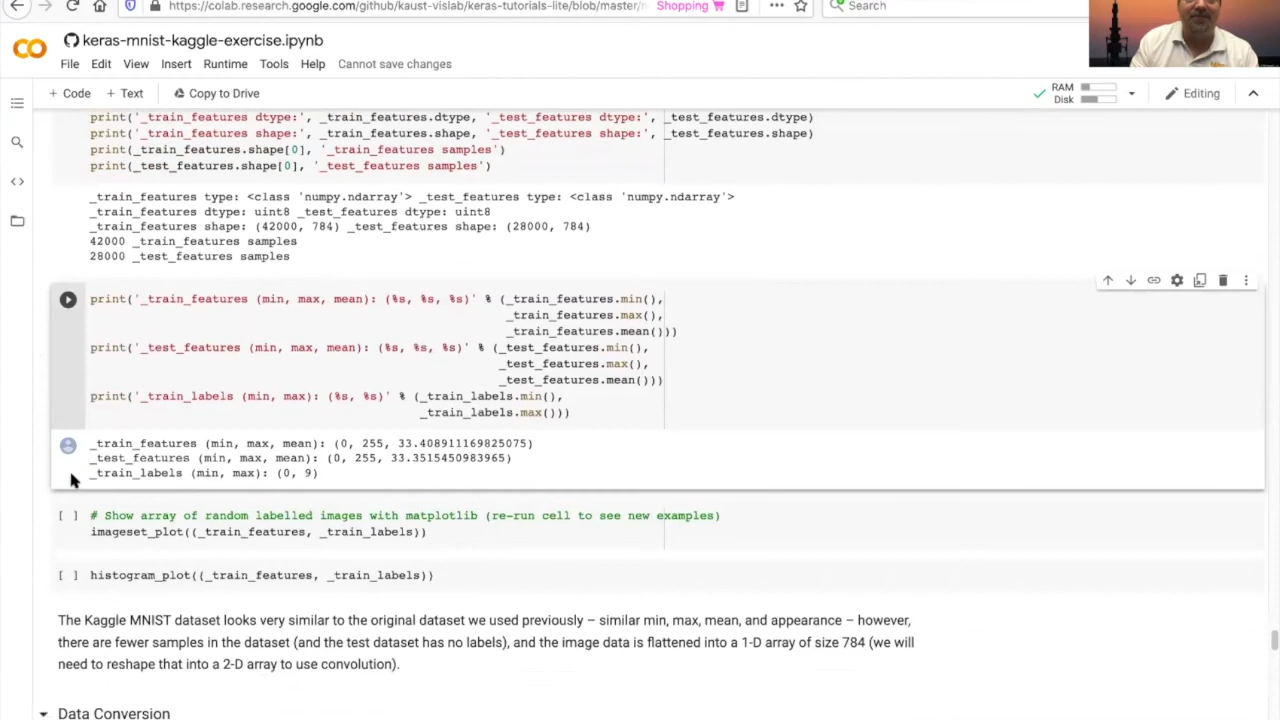 https://colab.research.google.com/github/kaust-vislab/keras-tutorials-lite/blob/master/n
Shopping
Search
keras-mnist-kaggle-exercise.ipynb
File Edit View Insert Runtime Tools Help Cannot save changes
+ Code + Text Copy to Drive
RAM
Disk
Editing
print('_train_features dtype:', _train_features.dtype, '_test_features dtype:', _test_features.dtype)
print('_train_features shape:', _train_features.shape, '_test_features shape:', _test_features.shape)
print(_train_features.shape[0], '_train_features samples')
print(_test_features.shape[0], '_test_features samples')
_train_features type: <class 'numpy.ndarray'> _test_features type: <class 'numpy.ndarray'>
_train_features dtype: uint8 _test_features dtype: uint8
_train_features shape: (42000, 784) _test_features shape: (28000, 784)
42000 _train_features samples
28000 _test_features samples
print('_train_features (min, max, mean): (%s, %s, %s)' % (_train_features.min(),
_train_features.max(),
_train_features.mean()))
print('_test_features (min, max, mean): (%s, %s, %s)' % (_test_features.min(),
_test_features.max(),
_test_features.mean()))
print('_train_labels (min, max): (%s, %s)' % (_train_labels.min(),
_train_labels.max()))
_train_features (min, max, mean): (0, 255, 33.408911169825075)
_test_features (min, max, mean): (0, 255, 33.3515450983965)
_train_labels (min, max): (0, 9)
[ ] # Show array of random labelled images with matplotlib (re-run cell to see new examples)
imageset_plot((_train_features, _train_labels))
[ ] histogram_plot((_train_features, _train_labels))
The Kaggle MNIST dataset looks very similar to the original dataset we used previously – similar min, max, mean, and appearance – however,
there are fewer samples in the dataset (and the test dataset has no labels), and the image data is flattened into a 1-D array of size 784 (we will
need to reshape that into a 2-D array to use convolution).
Data Conversion